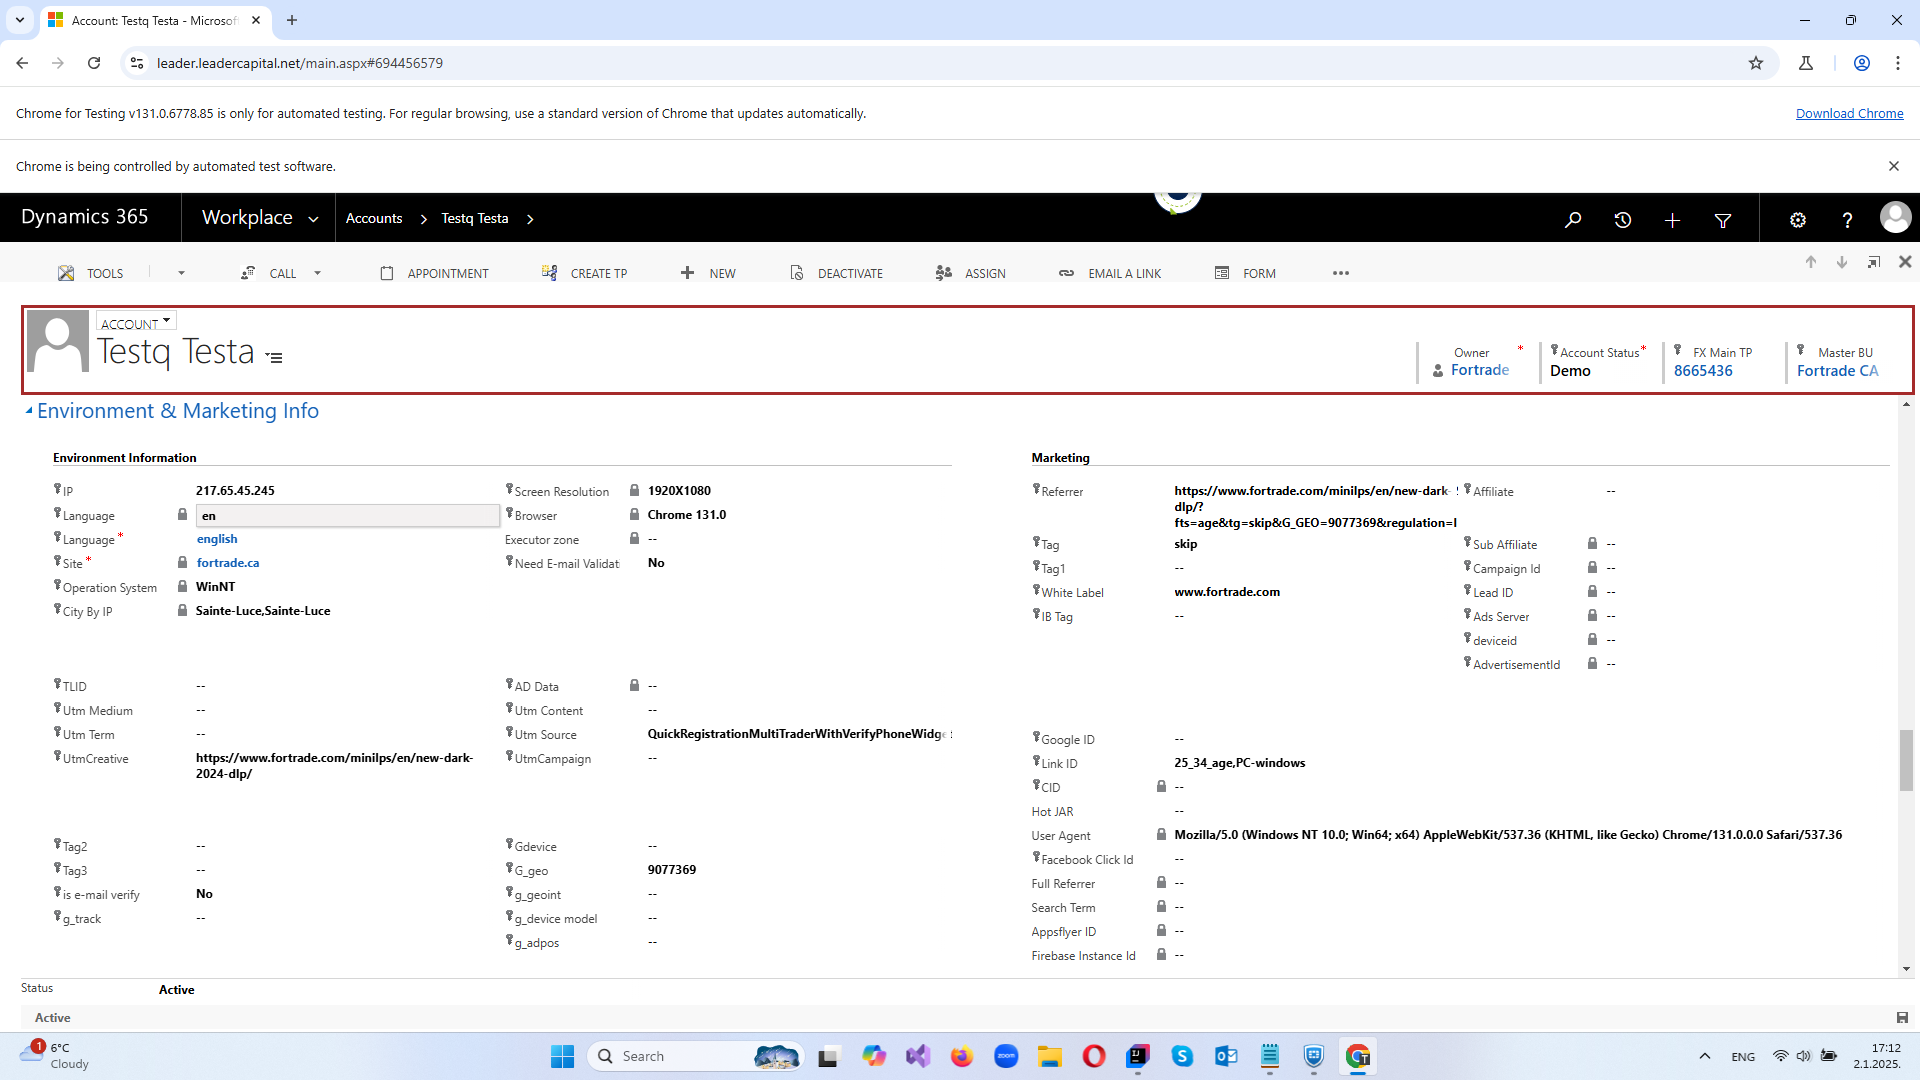 Account: Testq Testa - Microsof
leader.leadercapital.net/main.aspx#694456579
Chrome for Testing v131.0.6778.85 is only for automated testing. For regular browsing, use a standard version of Chrome that updates automatically.
Download Chrome
Chrome is being controlled by automated test software.
Dynamics 365 Workplace Accounts Testq Testa
TOOLS CALL APPOINTMENT CREATE TP NEW DEACTIVATE ASSIGN EMAIL A LINK FORM
ACCOUNT
Testq Testa
Owner * Account Status * FX Main TP Master BU
Fortrade Demo 8665436 Fortrade CA
Environment & Marketing Info
Environment Information
IP 217.65.45.245
Language en
Language * english
Site * fortrade.ca
Operation System WinNT
City By IP Sainte-Luce,Sainte-Luce
Screen Resolution 1920X1080
Browser Chrome 131.0
Executor zone --
Need E-mail Validat No
TLID --
Utm Medium --
Utm Term --
UtmCreative https://www.fortrade.com/minilps/en/new-dark-
2024-dlp/
AD Data --
Utm Content --
Utm Source QuickRegistrationMultiTraderWithVerifyPhoneWidge
UtmCampaign --
Tag2 --
Tag3 --
is e-mail verify No
g_track --
Gdevice --
G_geo 9077369
g_geoint --
g_device model --
g_adpos --
Marketing
Referrer https://www.fortrade.com/minilps/en/new-dark-
dlp/?
fts=age&tg=skip&G_GEO=9077369&regulation=
Tag skip
Tag1 --
White Label www.fortrade.com
IB Tag --
Affiliate --
Sub Affiliate --
Campaign Id --
Lead ID --
Ads Server --
deviceid --
AdvertisementId --
Google ID --
Link ID 25_34_age,PC-windows
CID --
Hot JAR --
User Agent Mozilla/5.0 (Windows NT 10.0; Win64; x64) AppleWebKit/537.36 (KHTML, like Gecko) Chrome/131.0.0.0 Safari/537.36
Facebook Click Id --
Full Referrer --
Search Term --
Appsflyer ID --
Firebase Instance Id --
Status Active
Active
1
6°C
Cloudy
Search
zoom
ENG
17:12
2.1.2025.